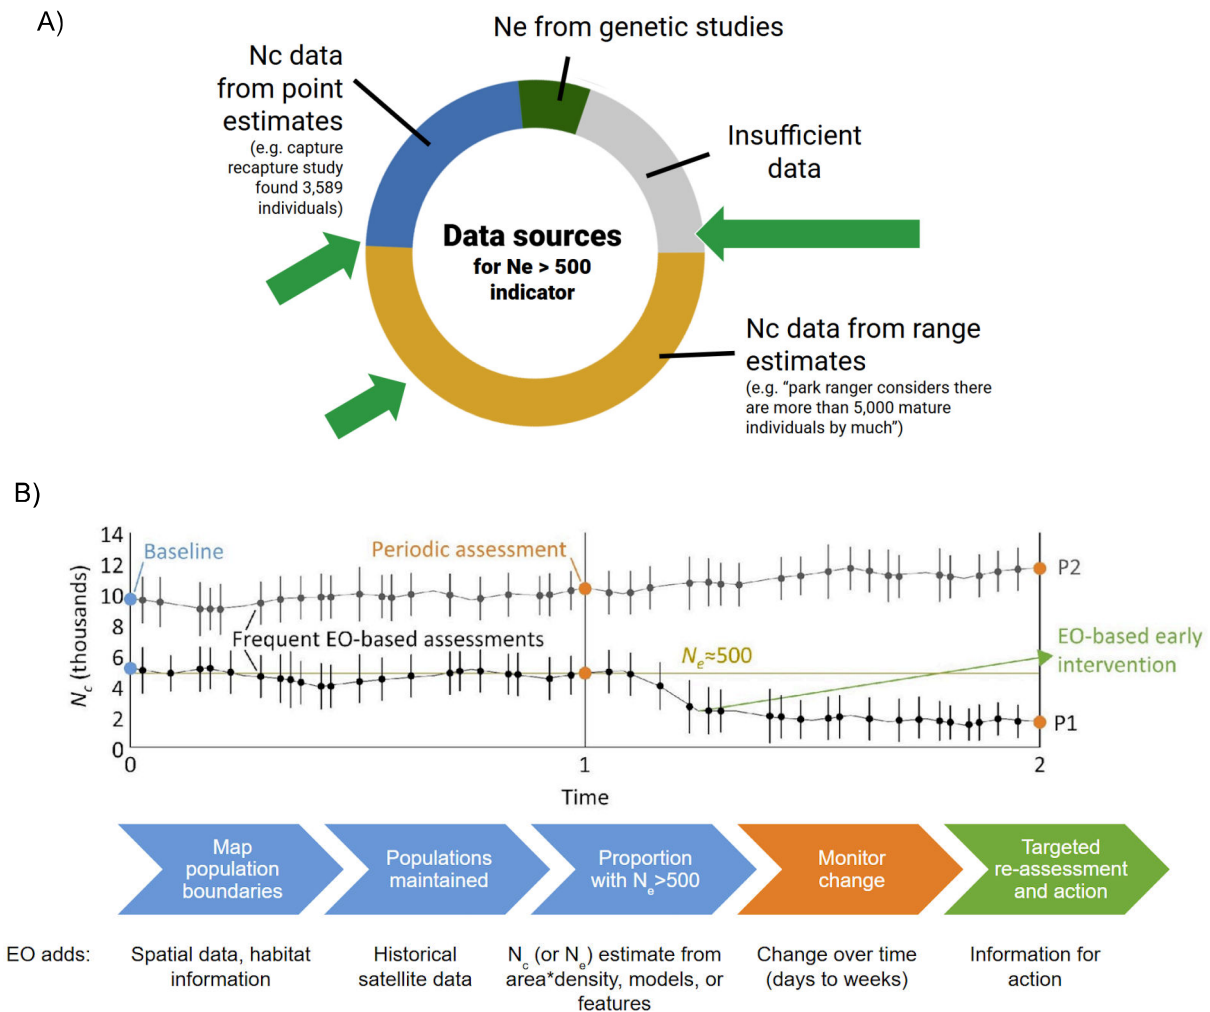 A)
Ne from genetic studies
Nc data
from point
estimates
(e.g. capture
recapture study
found 3,589
individuals)
Insufficient
data
Data sources
for Ne > 500
indicator
Nc data from range
estimates
(e.g. “park ranger considers there
are more than 5,000 mature
individuals by much”)
B)
14
12
10
8
6
4
2
0
Nc (thousands)
Baseline
Periodic assessment
P2
Frequent EO-based assessments
Ne≈500
EO-based early
intervention
P1
0
1
2
Time
Map
population
boundaries
Populations
maintained
Proportion
with Ne>500
Monitor
change
Targeted
re-assessment
and action
EO adds:
Spatial data, habitat
information
Historical
satellite data
Nc (or Ne) estimate from
area*density, models, or
features
Change over time
(days to weeks)
Information for
action